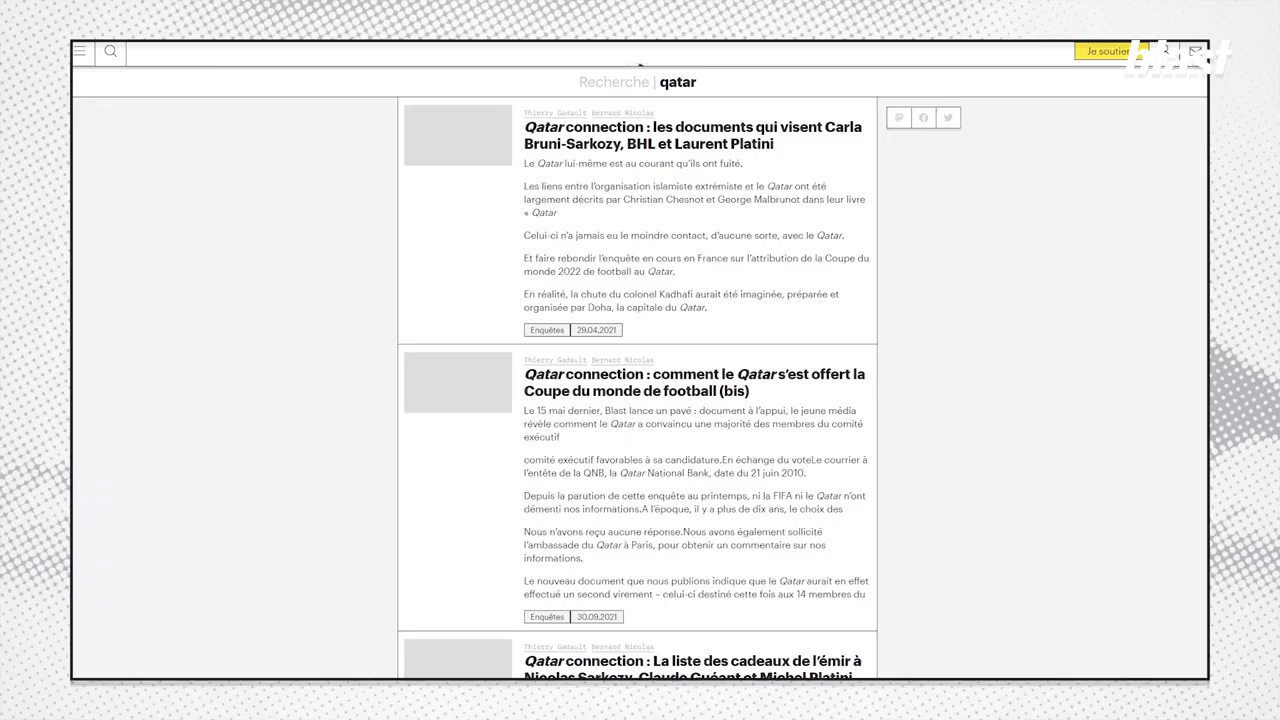 Je soutien
blast
Recherche | qatar
Thierry Gadault Bernard Nicolas
Qatar connection : les documents qui visent Carla
Bruni-Sarkozy, BHL et Laurent Platini
Le Qatar lui-même est au courant qu'ils ont fuité.
Les liens entre l'organisation islamiste extrémiste et le Qatar ont été
largement décrits par Christian Chesnot et George Malbrunot dans leur livre
« Qatar
Celui-ci n'a jamais eu le moindre contact, d'aucune sorte, avec le Qatar.
Et faire rebondir l'enquête en cours en France sur l'attribution de la Coupe du
monde 2022 de football au Qatar.
En réalité, la chute du colonel Kadhafi aurait été imaginée, préparée et
organisée par Doha, la capitale du Qatar.
Enquêtes 29.04.2021
Thierry Gadault Bernard Nicolas
Qatar connection : comment le Qatar s'est offert la
Coupe du monde de football (bis)
Le 15 mai dernier, Blast lance un pavé : document à l'appui, le jeune média
révèle comment le Qatar a convaincu une majorité des membres du comité
exécutif
comité exécutif favorables à sa candidature.En échange du voteLe courrier à
l'entête de la QNB, la Qatar National Bank, date du 21 juin 2010.
Depuis la parution de cette enquête au printemps, ni la FIFA ni le Qatar n'ont
démenti nos informations.A l'époque, il y a plus de dix ans, le choix des
Nous n'avons reçu aucune réponse.Nous avons également sollicité
l'ambassade du Qatar à Paris, pour obtenir un commentaire sur nos
informations.
Le nouveau document que nous publions indique que le Qatar aurait en effet
effectué un second virement – celui-ci destiné cette fois aux 14 membres du
Enquêtes 30.09.2021
Thierry Gadault Bernard Nicolas
Qatar connection : La liste des cadeaux de l'émir à
Nicolas Sarkozy, Claude Guéant et Michel Platini